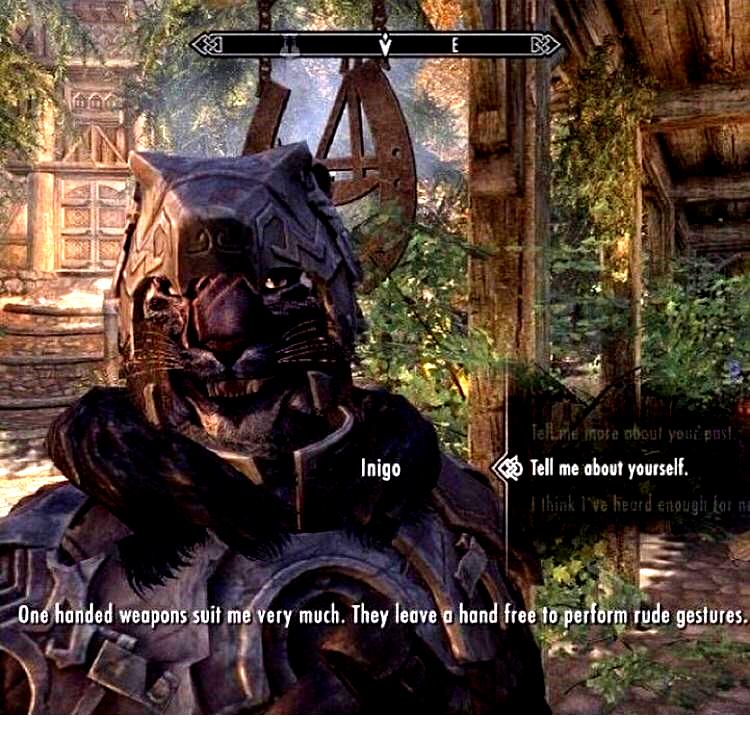 E
Tell me more about your past
Inigo
Tell me about yourself.
I think I've heard enough for
One handed weapons suit me very much. They leave a hand free to perform rude gestures.